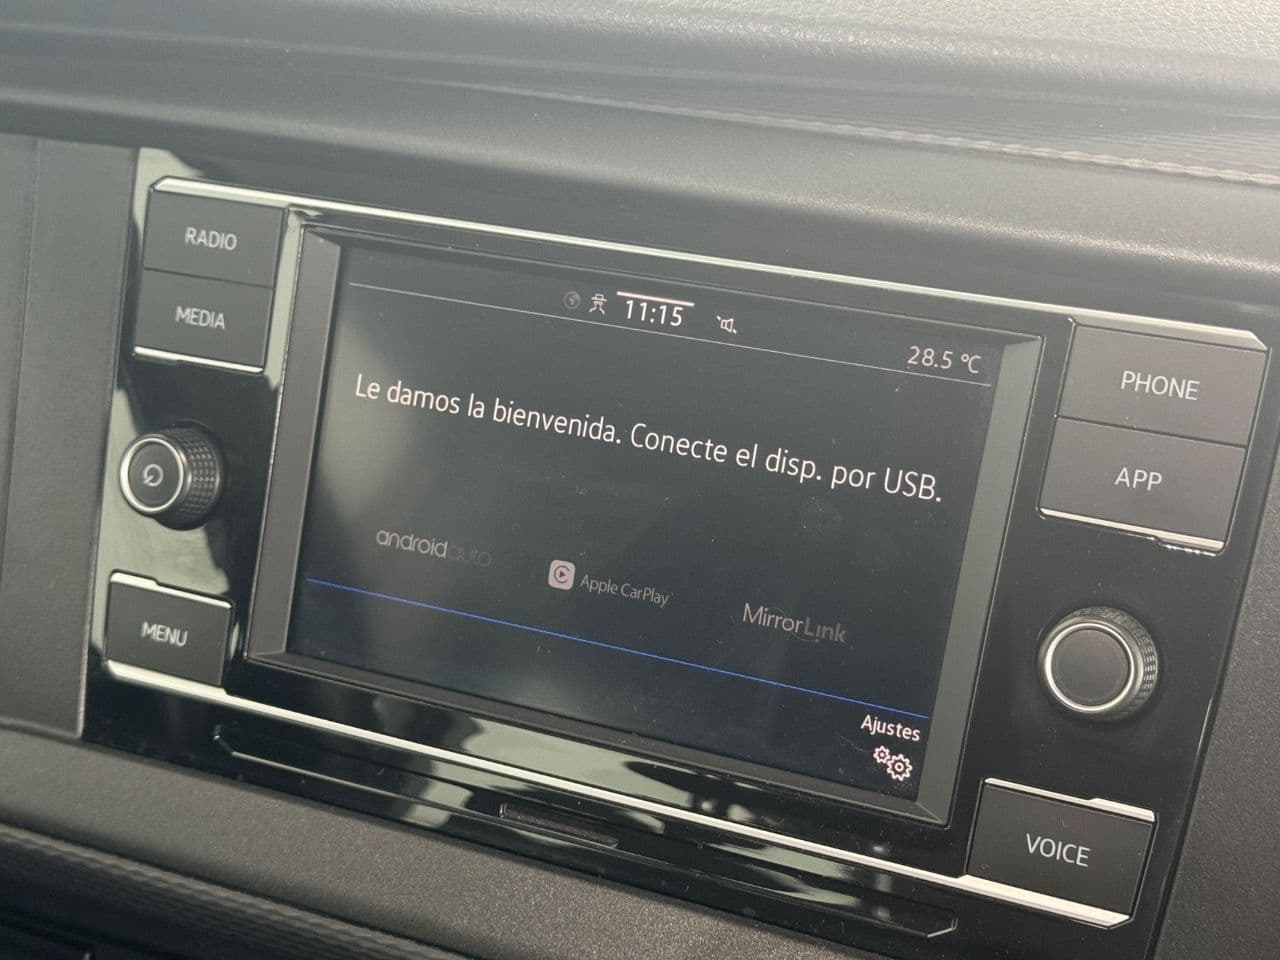 RADIO
MEDIA
MENU
11:15
28.5 °C
Le damos la bienvenida. Conecte el disp. por USB.
androidauto
Apple CarPlay
MirrorLink
Ajustes
PHONE
APP
VOICE